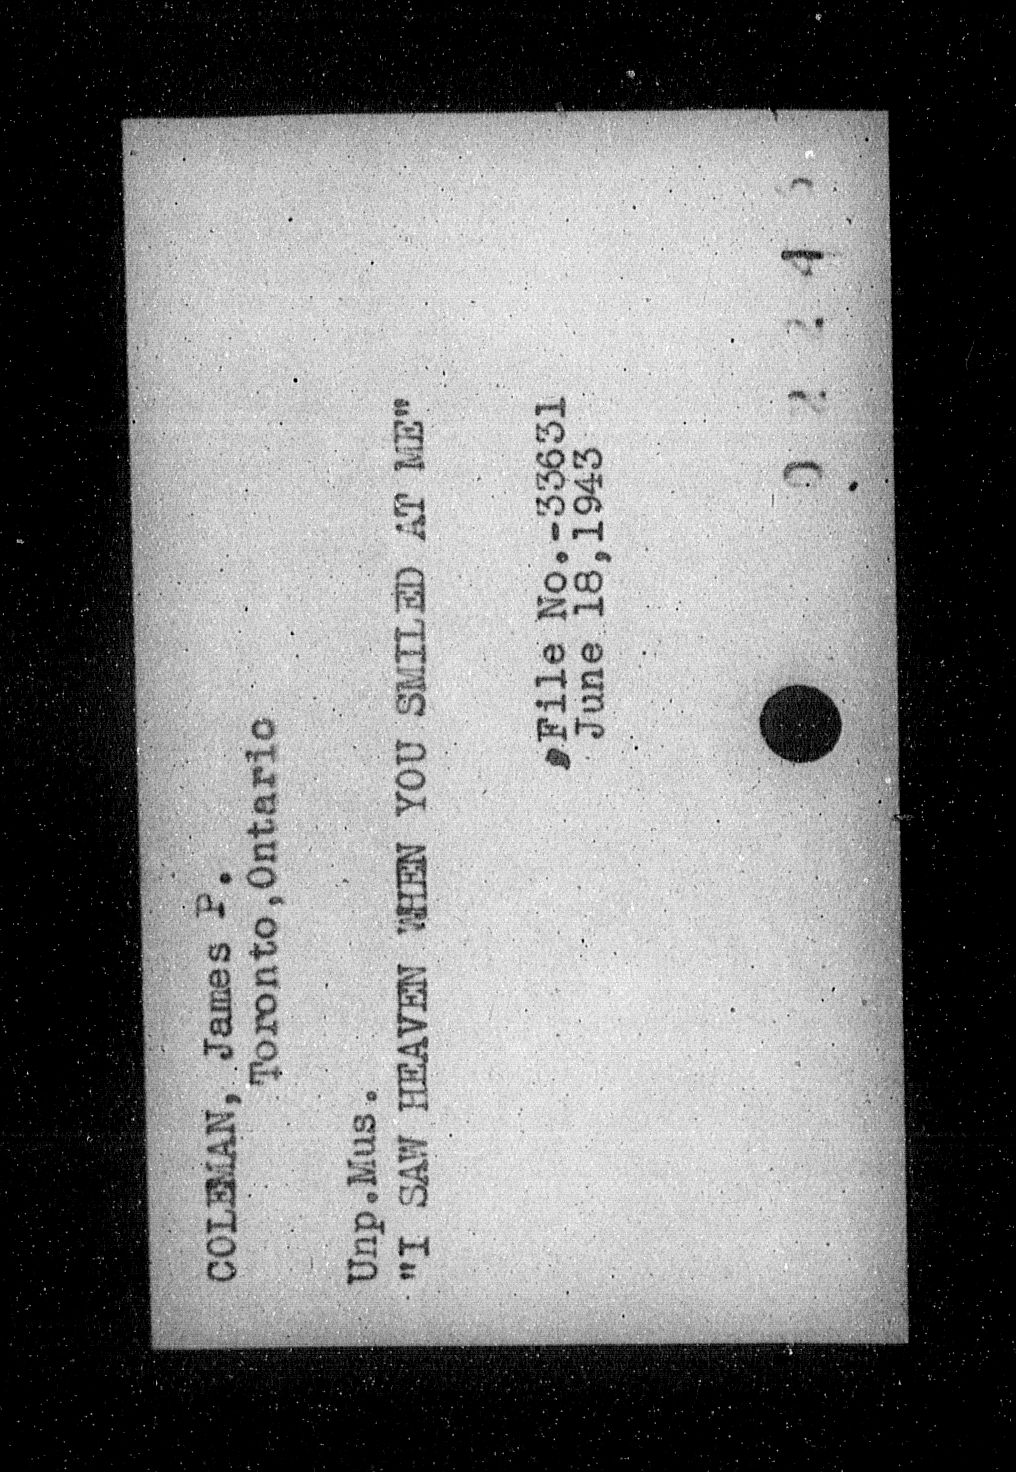 COLEMAN, James P.
Toronto,Ontario
Unp.Mus.
"I SAW HEAVEN WHEN YOU SMILED AT ME"
File No.-33631
June 18,1943